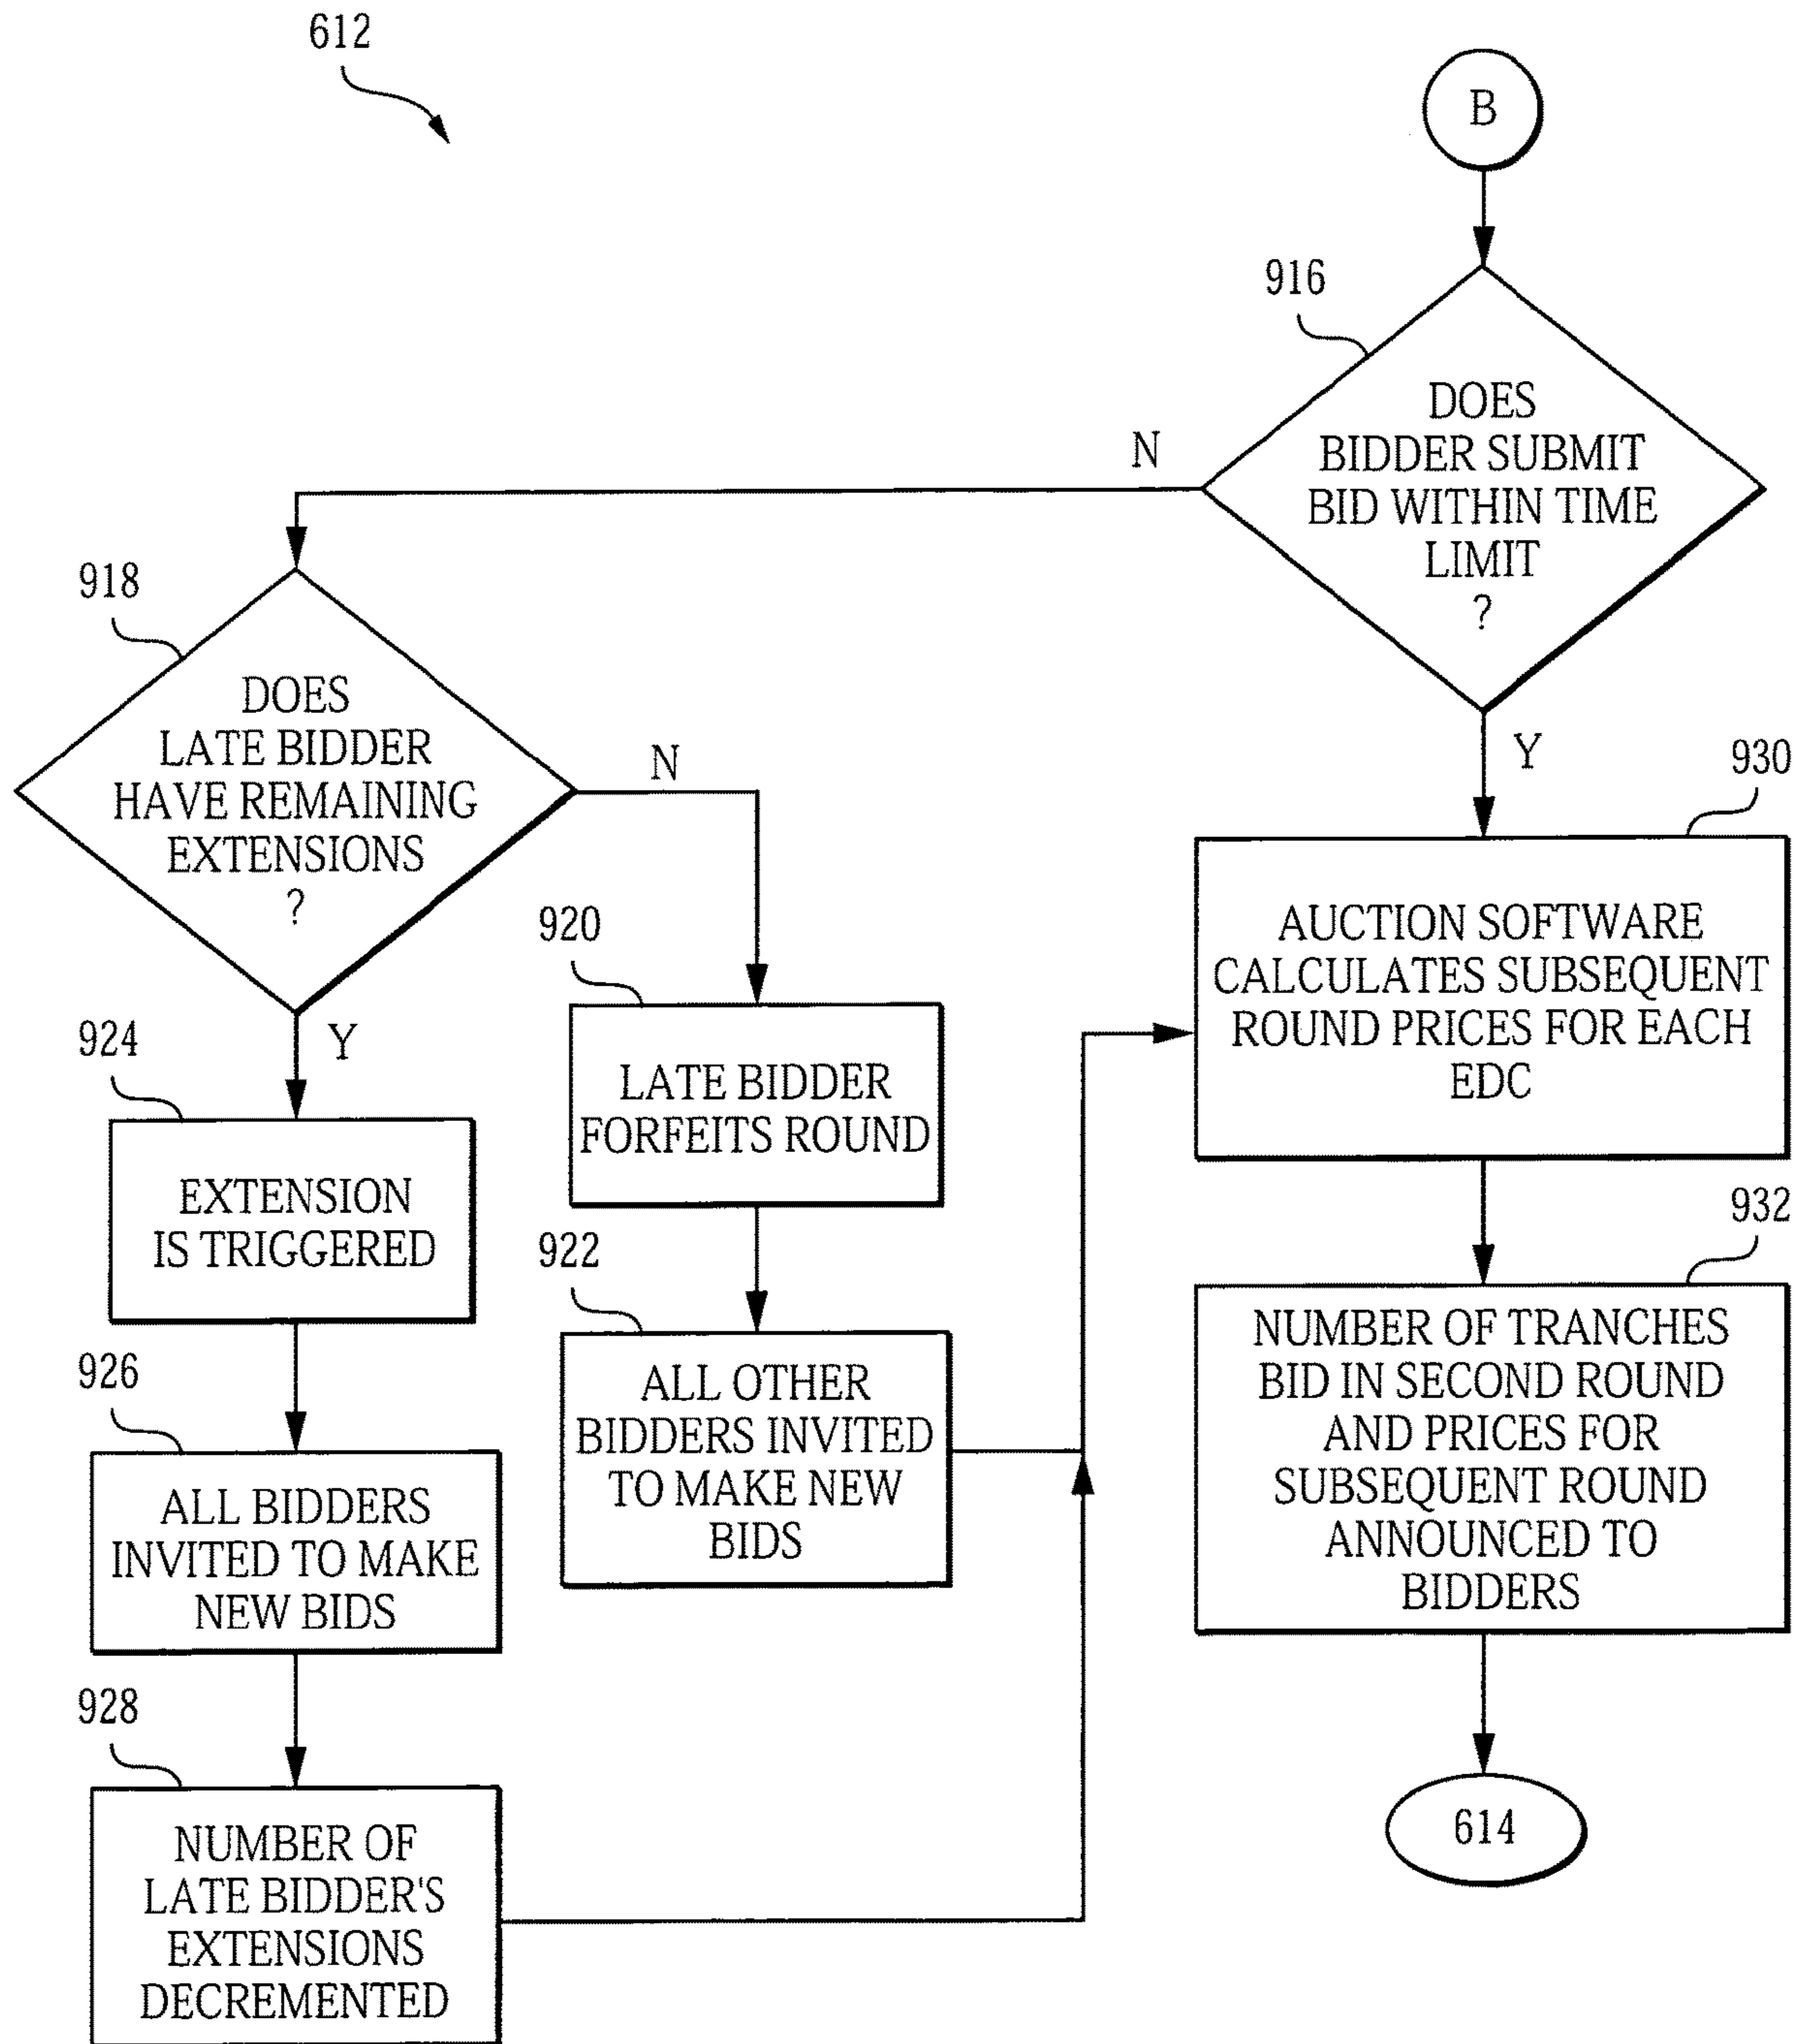 612
B
916
DOES
BIDDER SUBMIT
BID WITHIN TIME
LIMIT
?
N
Y
918
DOES
LATE BIDDER
HAVE REMAINING
EXTENSIONS
?
N
Y
920
LATE BIDDER
FORFEITS ROUND
922
ALL OTHER
BIDDERS INVITED
TO MAKE NEW
BIDS
924
EXTENSION
IS TRIGGERED
926
ALL BIDDERS
INVITED TO MAKE
NEW BIDS
928
NUMBER OF
LATE BIDDER'S
EXTENSIONS
DECREMENTED
930
AUCTION SOFTWARE
CALCULATES SUBSEQUENT
ROUND PRICES FOR EACH
EDC
932
NUMBER OF TRANCHES
BID IN SECOND ROUND
AND PRICES FOR
SUBSEQUENT ROUND
ANNOUNCED TO
BIDDERS
614